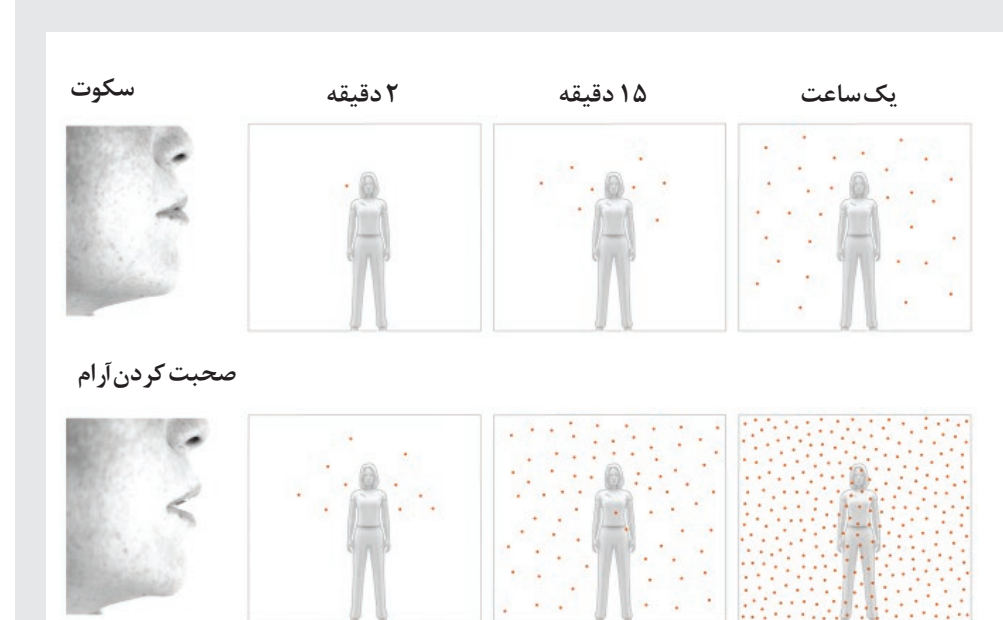 سکوت
۲ دقیقه
۱۵ دقیقه
یک‌ساعت
صحبت کردن آرام